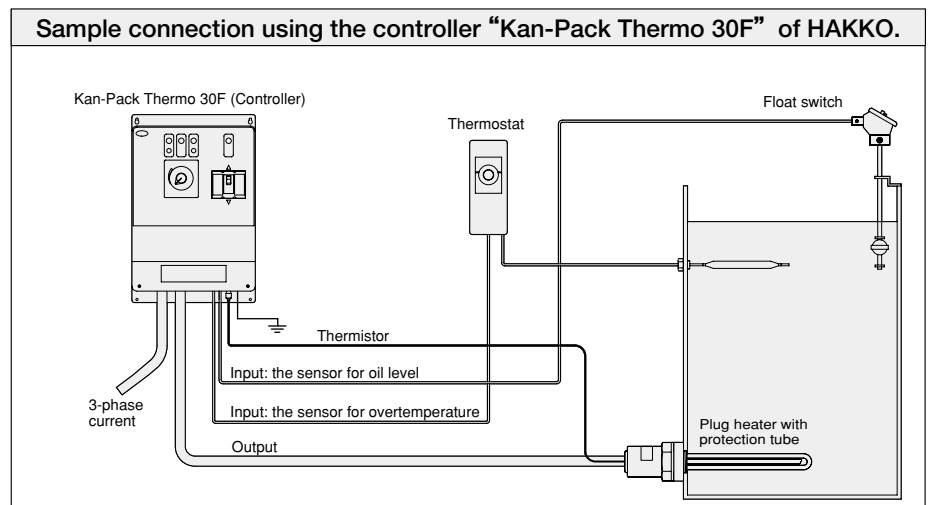 Sample connection using the controller “Kan-Pack Thermo 30F” of HAKKO.
Kan-Pack Thermo 30F (Controller)
Thermostat
Float switch
Thermistor
Input: the sensor for oil level
3-phase
current
Input: the sensor for overtemperature
Output
Plug heater with
protection tube